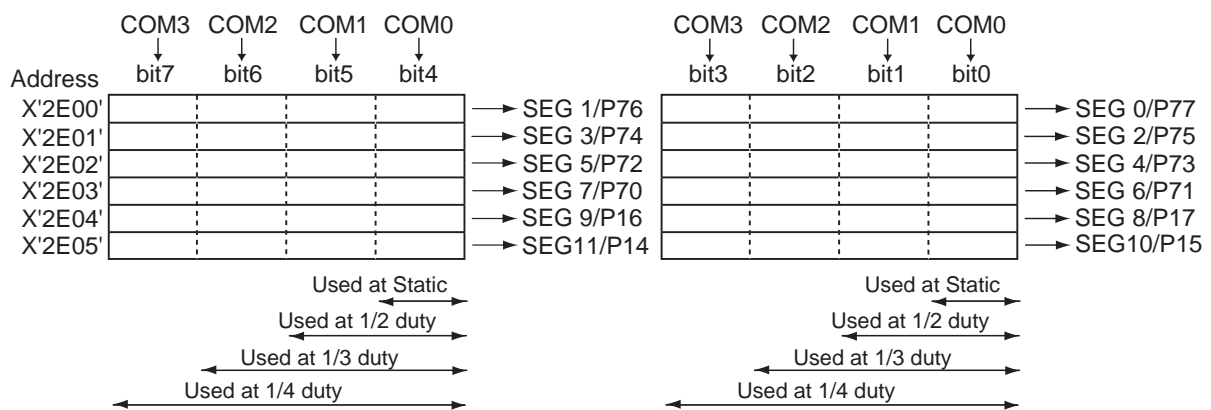 COM3 COM2 COM1 COM0 COM3 COM2 COM1 COM0
Address bit7 bit6 bit5 bit4 bit3 bit2 bit1 bit0
X'2E00' SEG 1/P76 SEG 0/P77
X'2E01' SEG 3/P74 SEG 2/P75
X'2E02' SEG 5/P72 SEG 4/P73
X'2E03' SEG 7/P70 SEG 6/P71
X'2E04' SEG 9/P16 SEG 8/P17
X'2E05' SEG11/P14 SEG10/P15
Used at Static Used at Static
Used at 1/2 duty Used at 1/2 duty
Used at 1/3 duty Used at 1/3 duty
Used at 1/4 duty Used at 1/4 duty